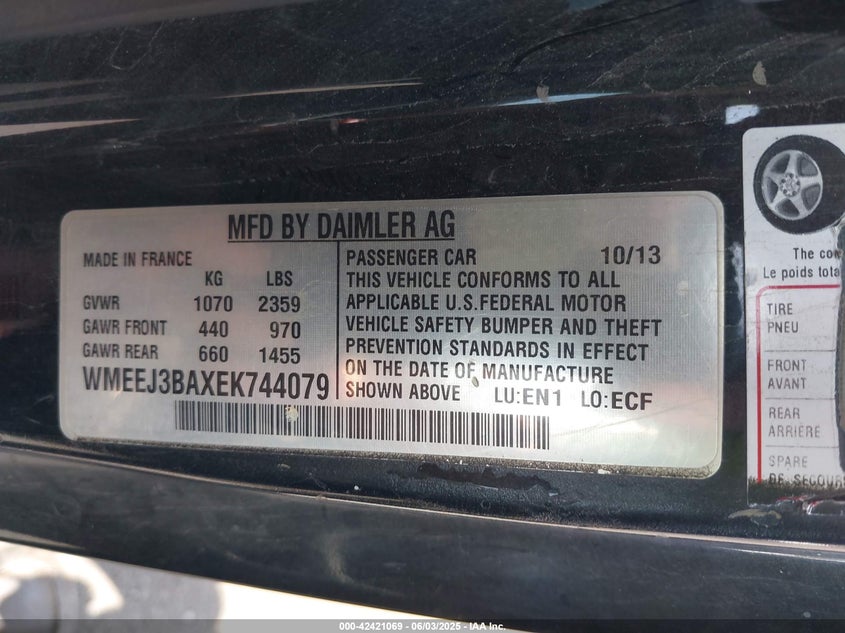 MFD BY DAIMLER AG
MADE IN FRANCE
KG LBS
GVWR 1070 2359
GAWR FRONT 440 970
GAWR REAR 660 1455
WMEEJ3BAXEK744079
PASSENGER CAR 10/13
THIS VEHICLE CONFORMS TO ALL
APPLICABLE U.S.FEDERAL MOTOR
VEHICLE SAFETY BUMPER AND THEFT
PREVENTION STANDARDS IN EFFECT
ON THE DATE OF MANUFACTURE
SHOWN ABOVE LU:EN1 LO:ECF
The
Le poids
TIRE
PNEU
FRONT
AVANT
REAR
ARRIÈRE
SPARE
DE
000-42421069 - 06/03/2025 - IAA Inc.